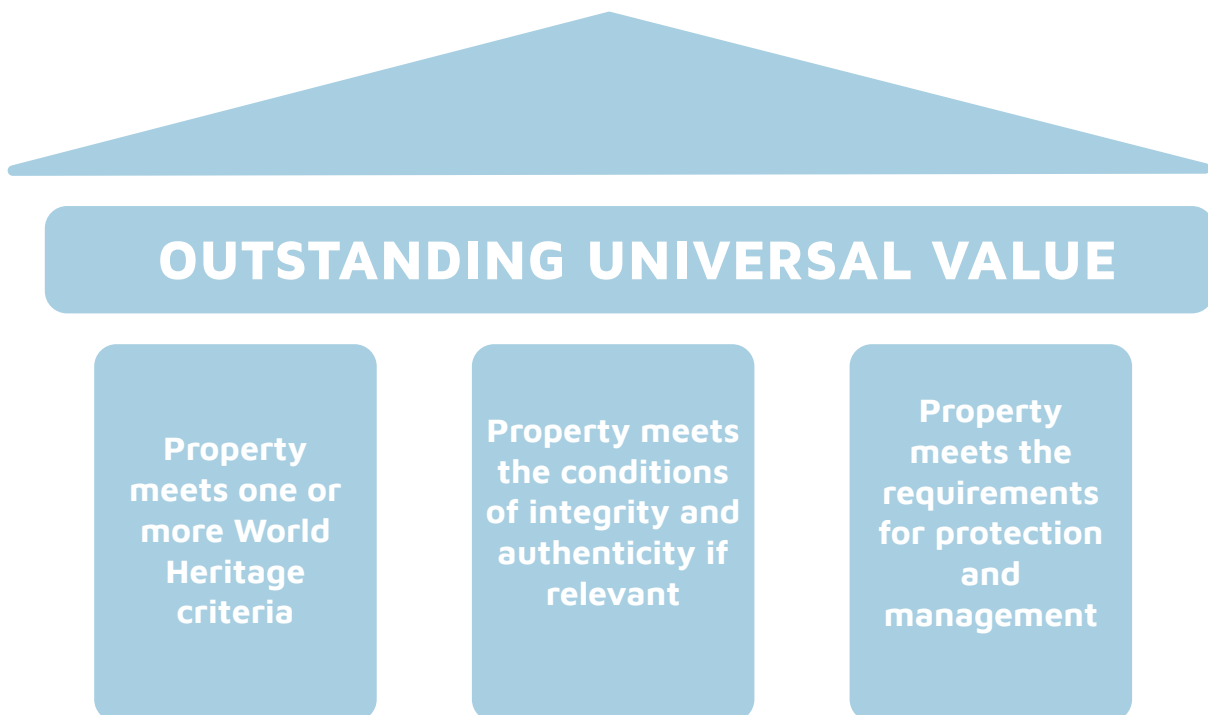 OUTSTANDING UNIVERSAL VALUE
Property
meets one or
more World
Heritage
criteria
Property meets
the conditions
of integrity and
authenticity if
relevant
Property
meets the
requirements
for protection
and
management